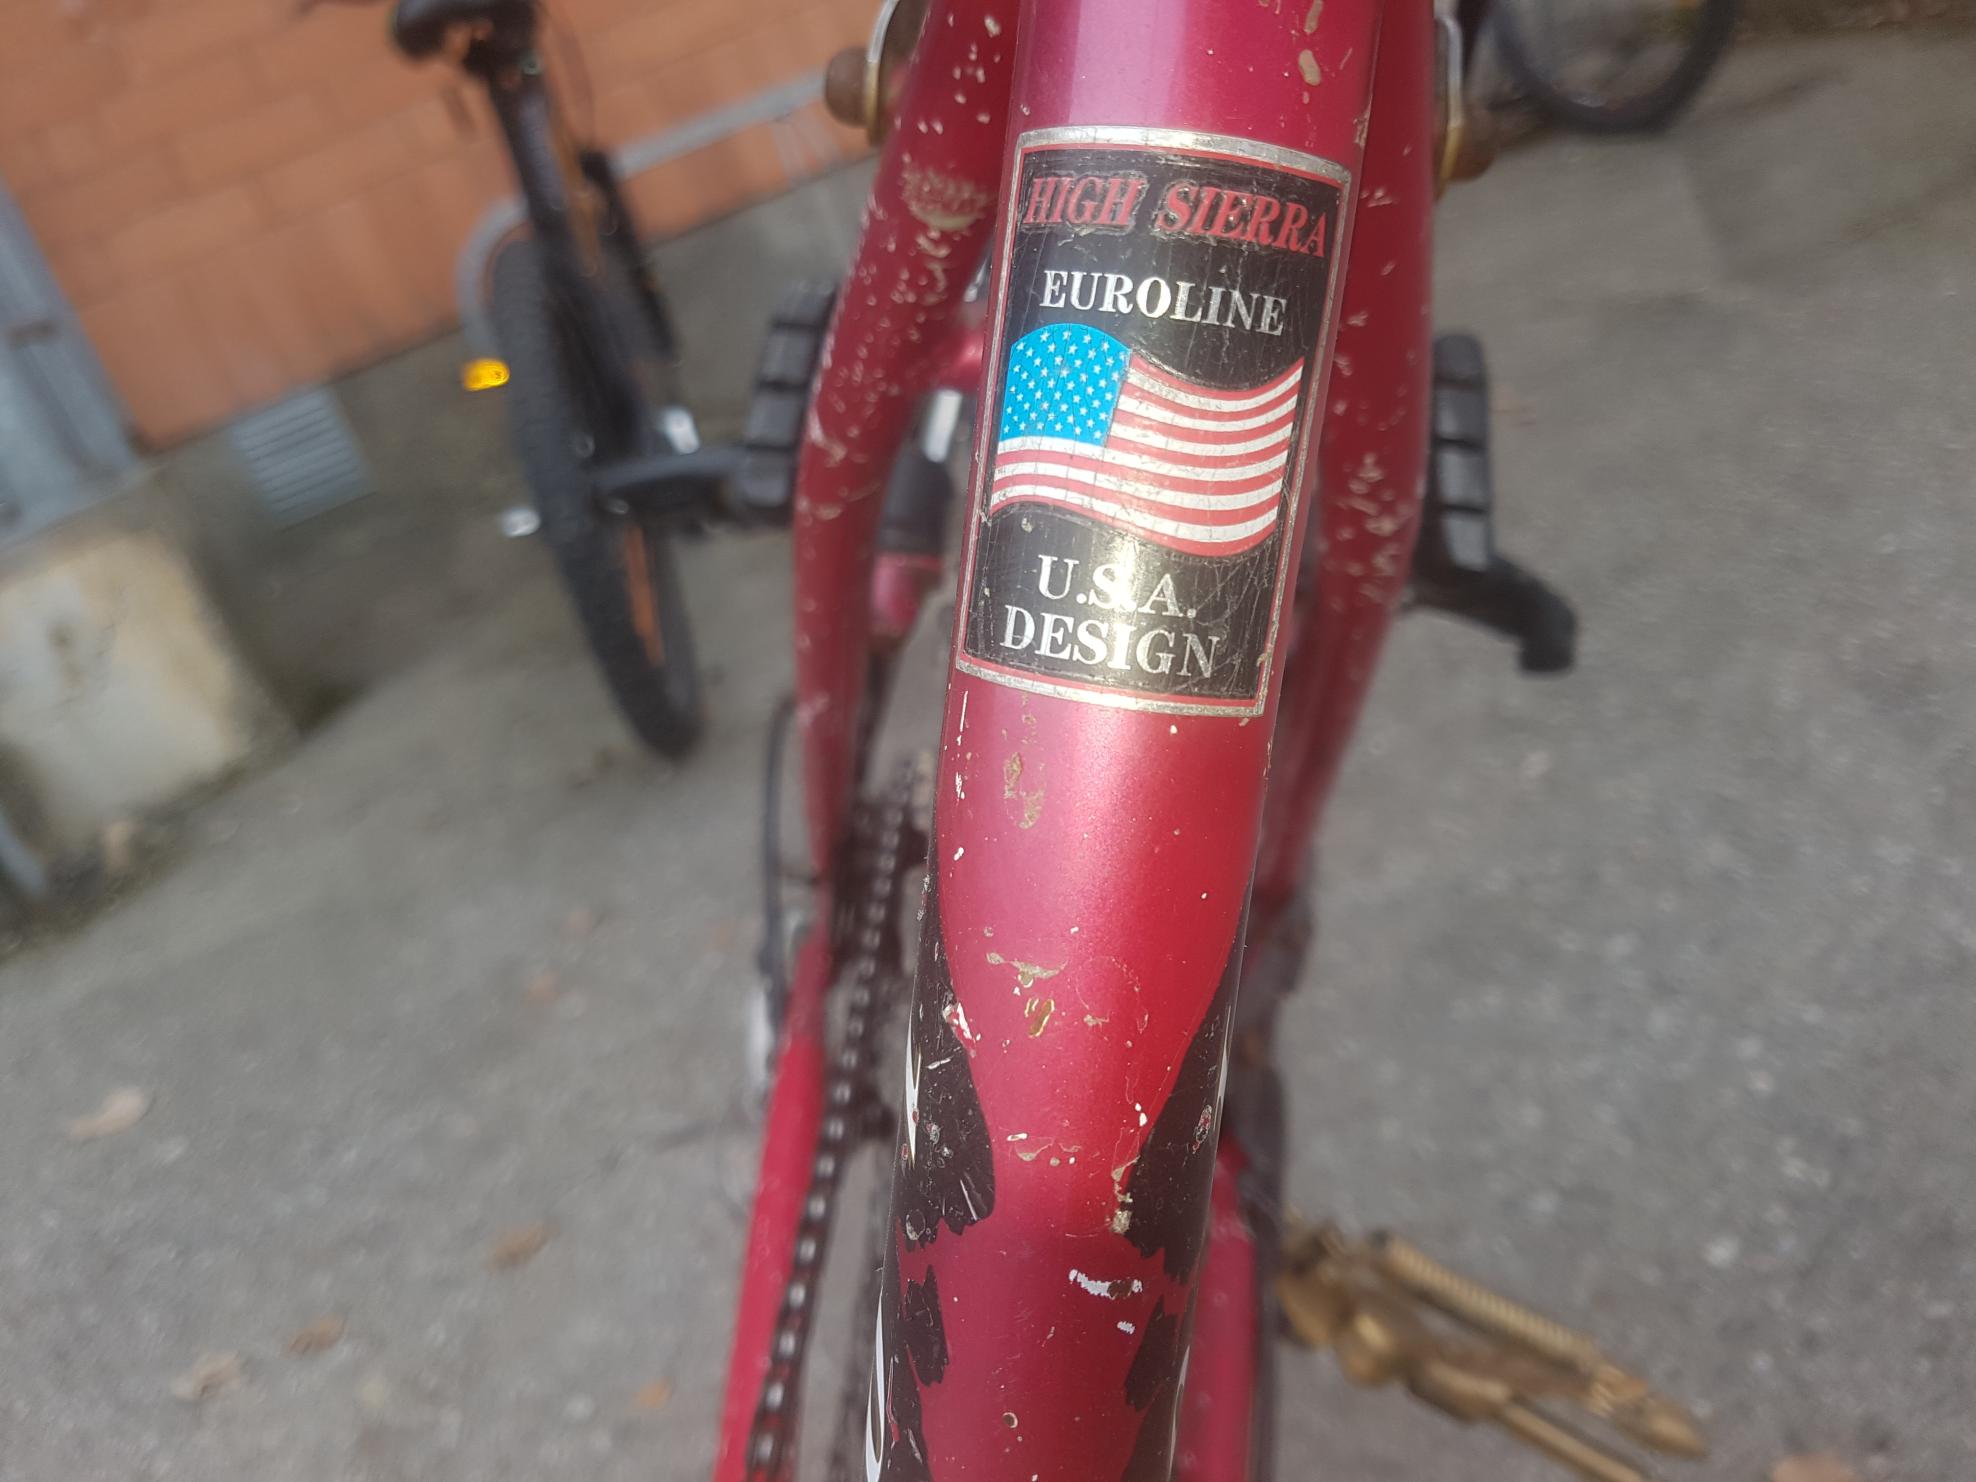 HIGH SIERRA
EUROLINE
U.S.A.
DESIGN